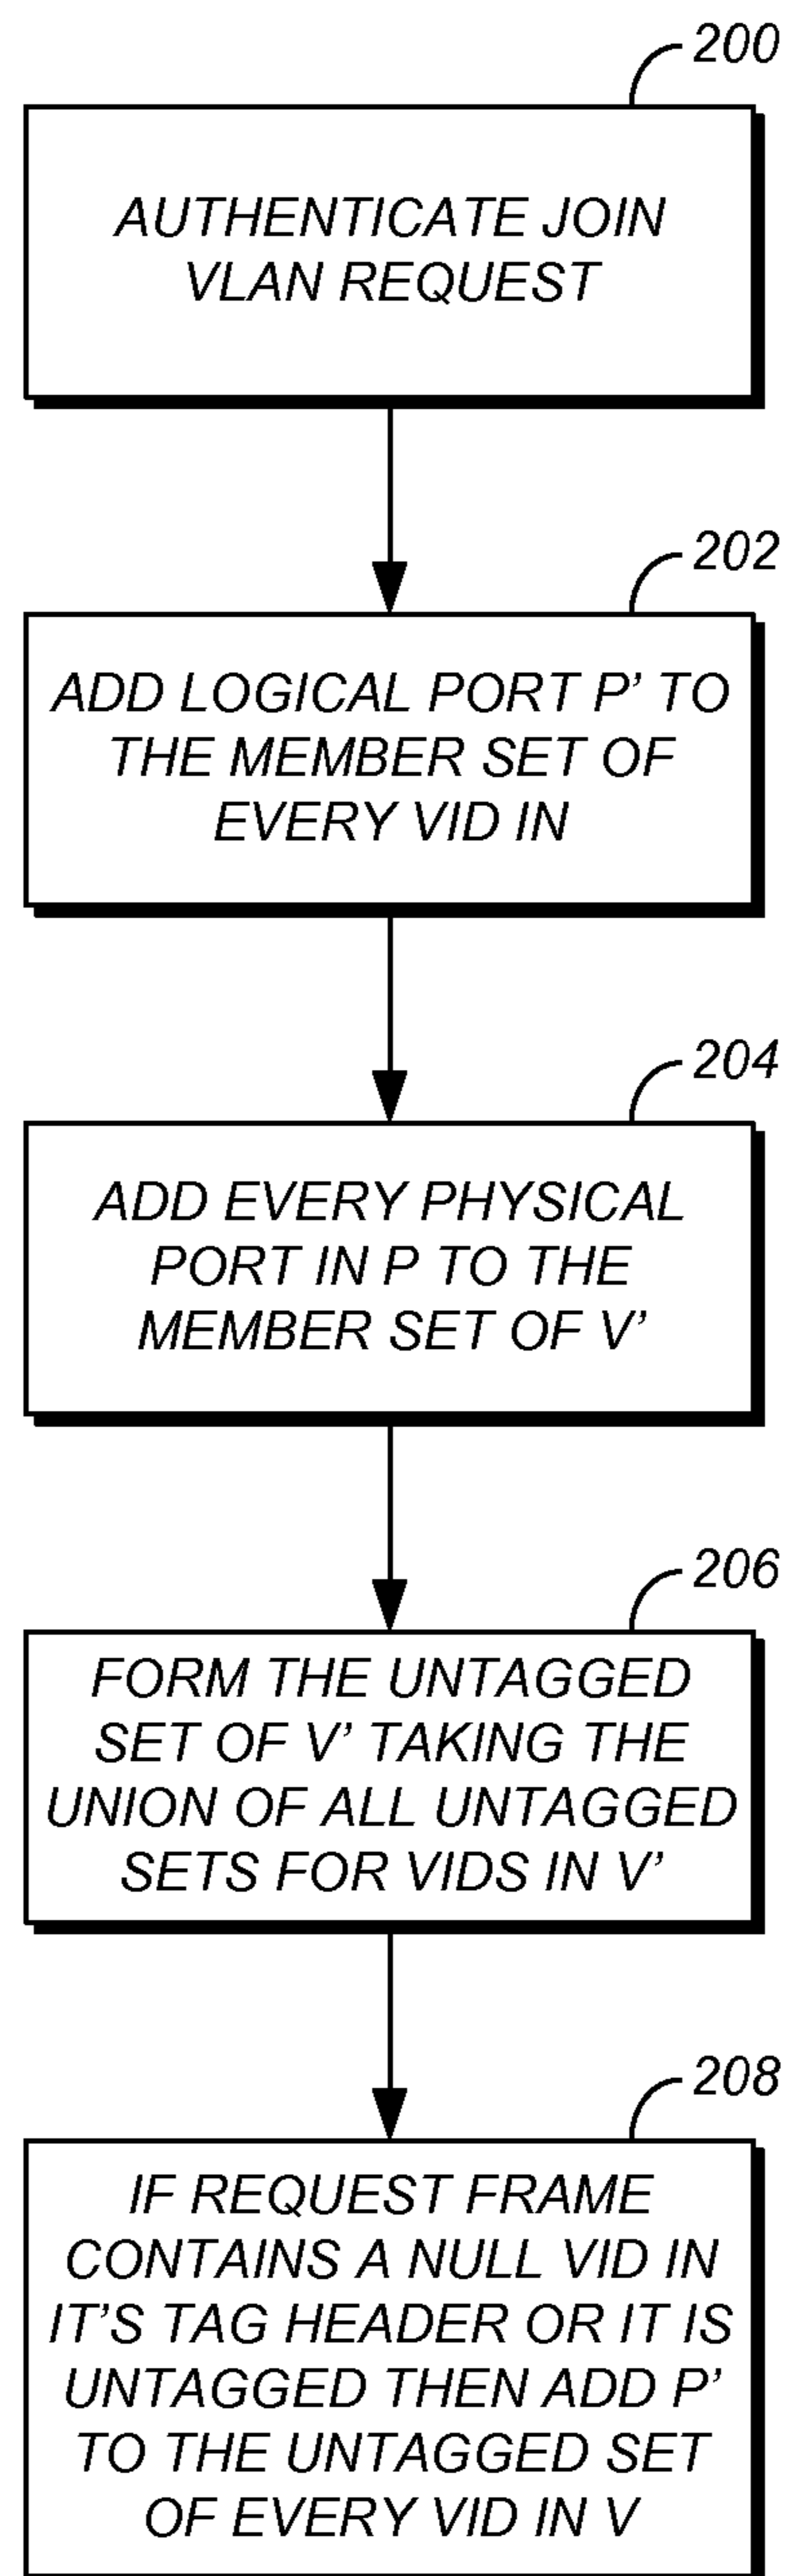 200
AUTHENTICATE JOIN
VLAN REQUEST
202
ADD LOGICAL PORT P’ TO
THE MEMBER SET OF
EVERY VID IN
204
ADD EVERY PHYSICAL
PORT IN P TO THE
MEMBER SET OF V’
206
FORM THE UNTAGGED
SET OF V’ TAKING THE
UNION OF ALL UNTAGGED
SETS FOR VIDS IN V’
208
IF REQUEST FRAME
CONTAINS A NULL VID IN
IT’S TAG HEADER OR IT IS
UNTAGGED THEN ADD P’
TO THE UNTAGGED SET
OF EVERY VID IN V